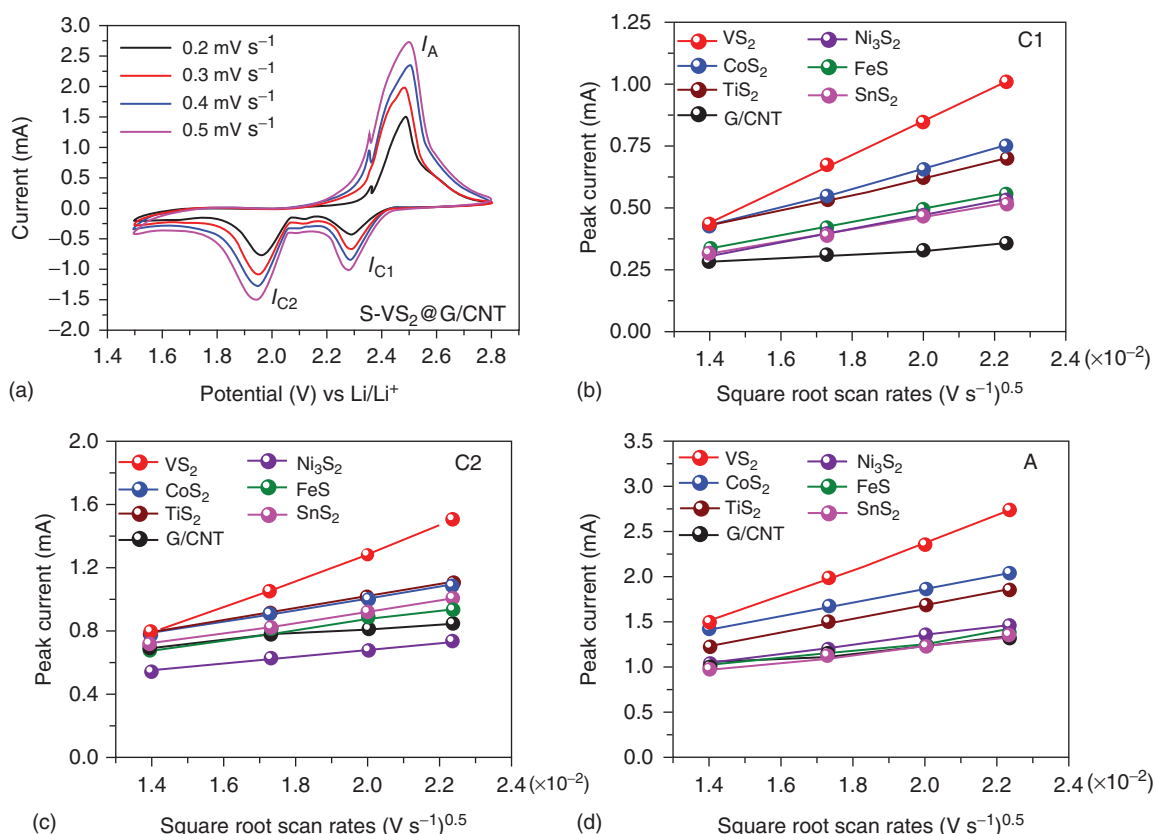 3.0
2.5
2.0
1.5
1.0
0.5
0.0
−0.5
−1.0
−1.5
−2.0
Current (mA)
0.2 mV s⁻¹
0.3 mV s⁻¹
0.4 mV s⁻¹
0.5 mV s⁻¹
I_A
I_C1
I_C2
S-VS₂@G/CNT
1.4 1.6 1.8 2.0 2.2 2.4 2.6 2.8
(a) Potential (V) vs Li/Li⁺
1.25
1.00
0.75
0.50
0.25
0.00
Peak current (mA)
VS₂ Ni₃S₂ C1
CoS₂ FeS
TiS₂ SnS₂
G/CNT
1.4 1.6 1.8 2.0 2.2 2.4 (×10⁻²)
(b) Square root scan rates (V s⁻¹)⁰·⁵
2.0
1.6
1.2
0.8
0.4
0.0
Peak current (mA)
VS₂ Ni₃S₂ C2
CoS₂ FeS
TiS₂ SnS₂
G/CNT
1.4 1.6 1.8 2.0 2.2 2.4 (×10⁻²)
(c) Square root scan rates (V s⁻¹)⁰·⁵
3.5
3.0
2.5
2.0
1.5
1.0
0.5
0.0
Peak current (mA)
VS₂ Ni₃S₂ A
CoS₂ FeS
TiS₂ SnS₂
G/CNT
1.4 1.6 1.8 2.0 2.2 2.4 (×10⁻²)
(d) Square root scan rates (V s⁻¹)⁰·⁵